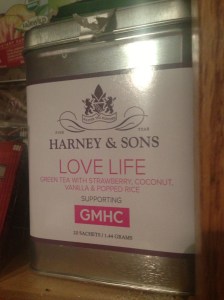 HARNEY & SONS
LOVE LIFE
GREEN TEA WITH STRAWBERRY, COCONUT,
VANILLA & POPPED RICE
SUPPORTING
GMHC